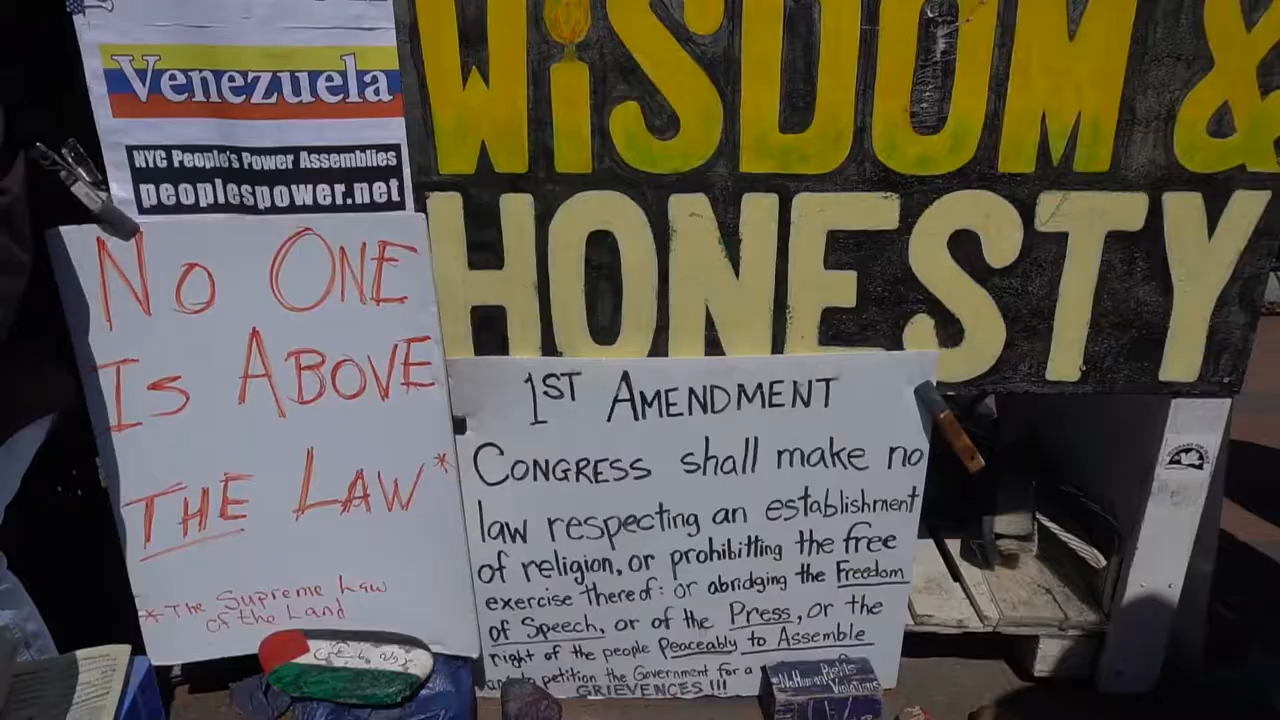 Venezuela
NYC People's Power Assemblies
peoplespower.net
WiSDOM &
HONESTY
No ONE
Is ABOVE
THE LAW*
*THE Supreme Law
of the Land
1ST AMENDMENT
CONGRESS shall make no
law respecting an establishment
of religion, or prohibitting the free
exercise thereof: or abridging the Freedom
of Speech, or of the Press, or the
right of the people Peaceably to Assemble
to petition the Government for a
GRIEVENCES !!!
No Human Rights
Violations